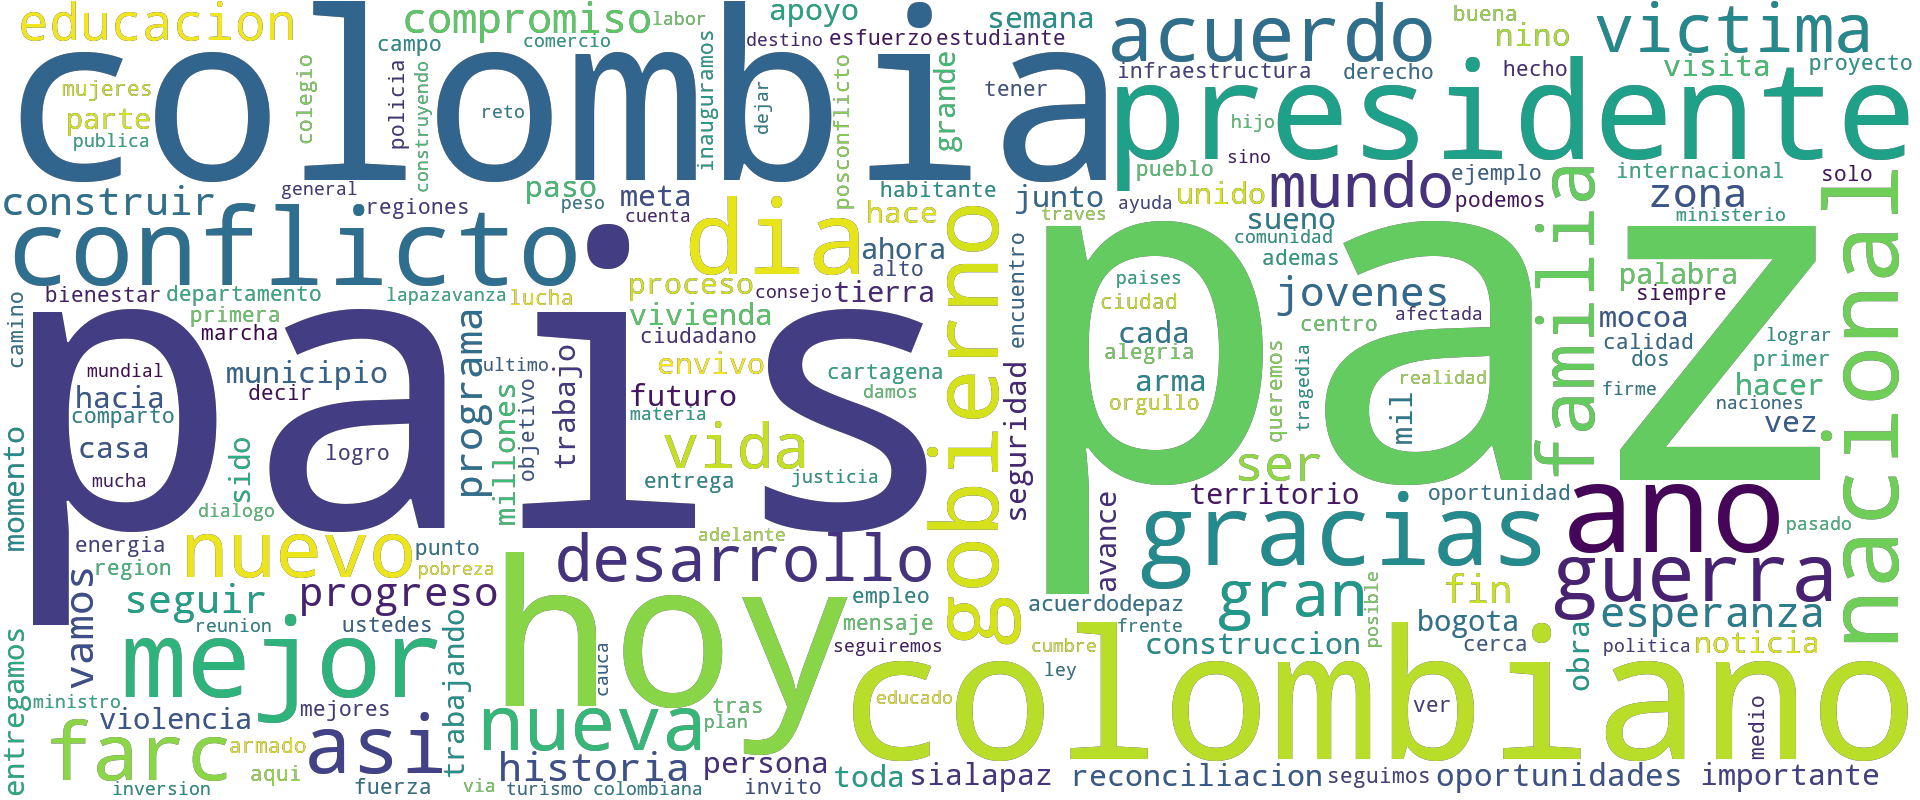 educacion
compromiso
labor
apoyo
semana
acuerdo
buena
nino
victima
colombia
campo
comercio
destino
esfuerzo
estudiante
infraestructura
derecho
hecho
visita
proyecto
mujeres
colegio
policia
construyendo
reto
inauguramos
dejar
posconflicto
grande
tener
presidente
parte
publica
hijo
sino
construir
general
regiones
paso
peso
meta
cuenta
habitante
junto
pueblo
ayuda
unido
mundo
ejemplo
podemos
familia
internacional
zona
solo
nacional
conflicto
dia
hace
ahora
alto
gobierno
encuentro
traves
sueno
comunidad
ademas
ministerio
paz
camino
bienestar
departamento
primera
marcha
lapazavanza
lucha
proceso
consejo
tierra
vivienda
ciudadano
paises
ciudad
cada
alegria
jovenes
centro
afectada
palabra
siempre
mocoa
calidad
dos
lograr
primer
pais
mundial
hacia
comparto
municipio
decir
programa
ultimo
trabajo
envivo
futuro
materia
cartagena
damos
arma
orgullo
queremos
tragedia
realidad
mil
firme
hacer
naciones
vez
momento
casa
mucha
sido
dialogo
logro
millones
objetivo
vida
entrega
justicia
seguridad
ser
territorio
oportunidad
avance
gracias
ano
pasado
energia
region
nuevo
punto
pobreza
hoy
desarrollo
adelante
guerra
vamos
seguir
reunion
progreso
ustedes
empleo
mensaje
seguiremos
acuerdodepaz
frente
gran
posible
fin
bogota
cerca
esperanza
construccion
cumbre
ley
obra
politica
noticia
entregamos
ministro
mejor
mejores
violencia
trabajando
cauca
nueva
tras
plan
colombiano
educado
ver
medio
farc
armado
aqui
inversion
asi
fuerza
via
historia
turismo
colombiana
persona
invito
toda
sialapaz
reconciliacion
seguimos
oportunidades
importante